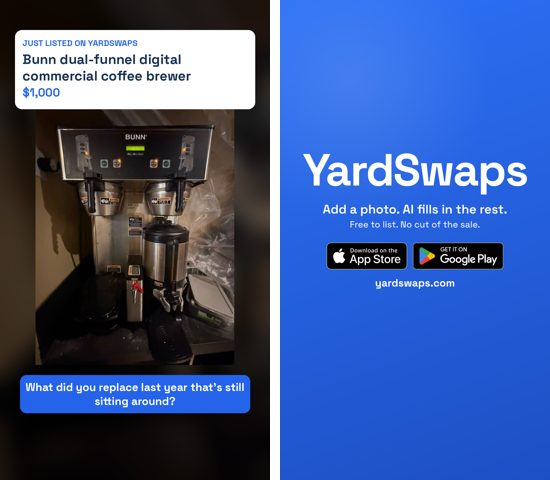 JUST LISTED ON YARDSWAPS
Bunn dual-funnel digital
commercial coffee brewer
$1,000
BUNN
What did you replace last year that's still
sitting around?
YardSwaps
Add a photo. AI fills in the rest.
Free to list. No cut of the sale.
Download on the
App Store
GET IT ON
Google Play
yardswaps.com